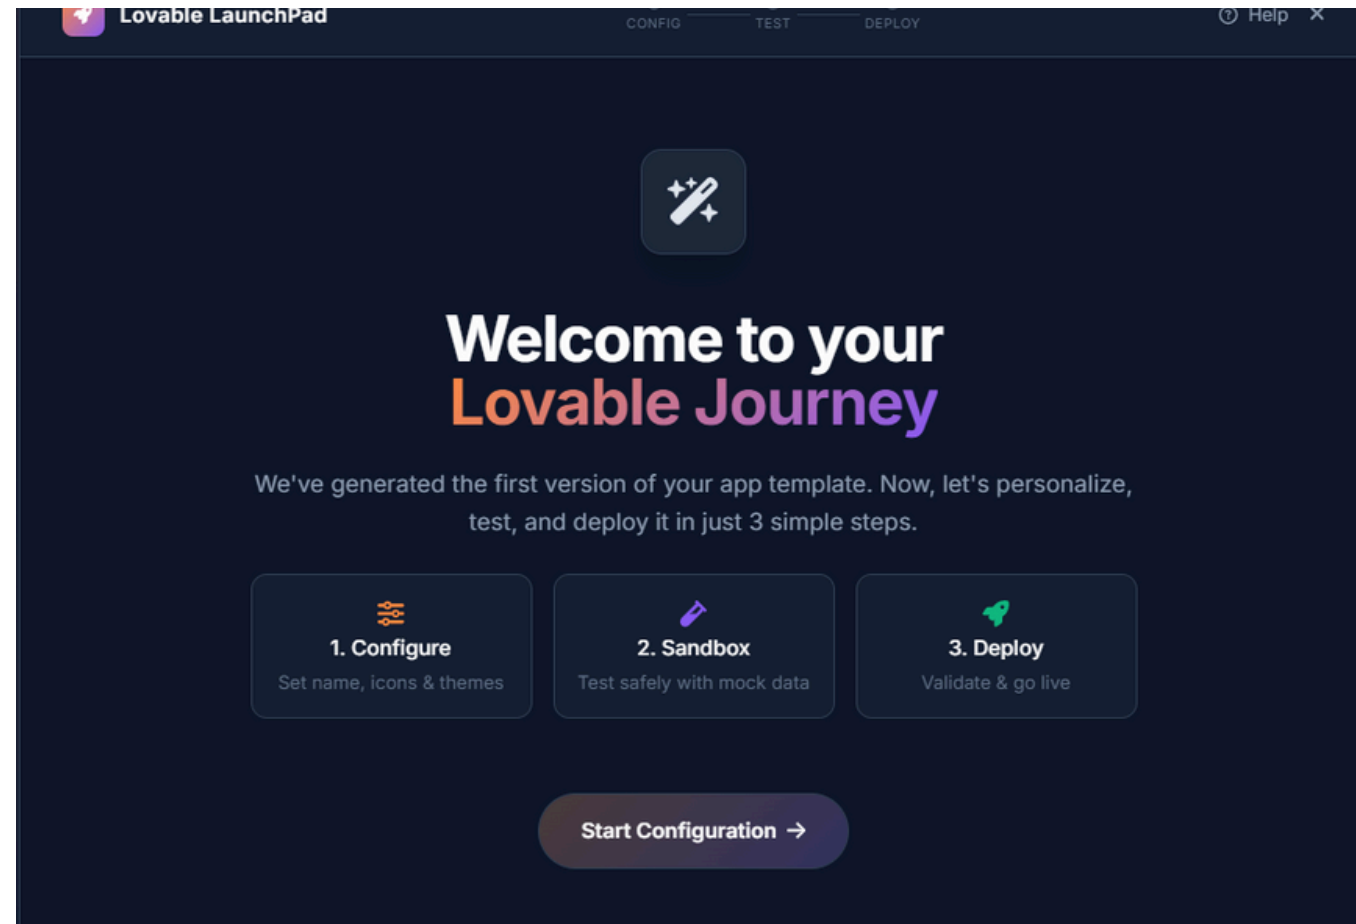 Lovable LaunchPad
CONFIG TEST DEPLOY
Help
Welcome to your
Lovable Journey
We've generated the first version of your app template. Now, let's personalize,
test, and deploy it in just 3 simple steps.
1. Configure
Set name, icons & themes
2. Sandbox
Test safely with mock data
3. Deploy
Validate & go live
Start Configuration →